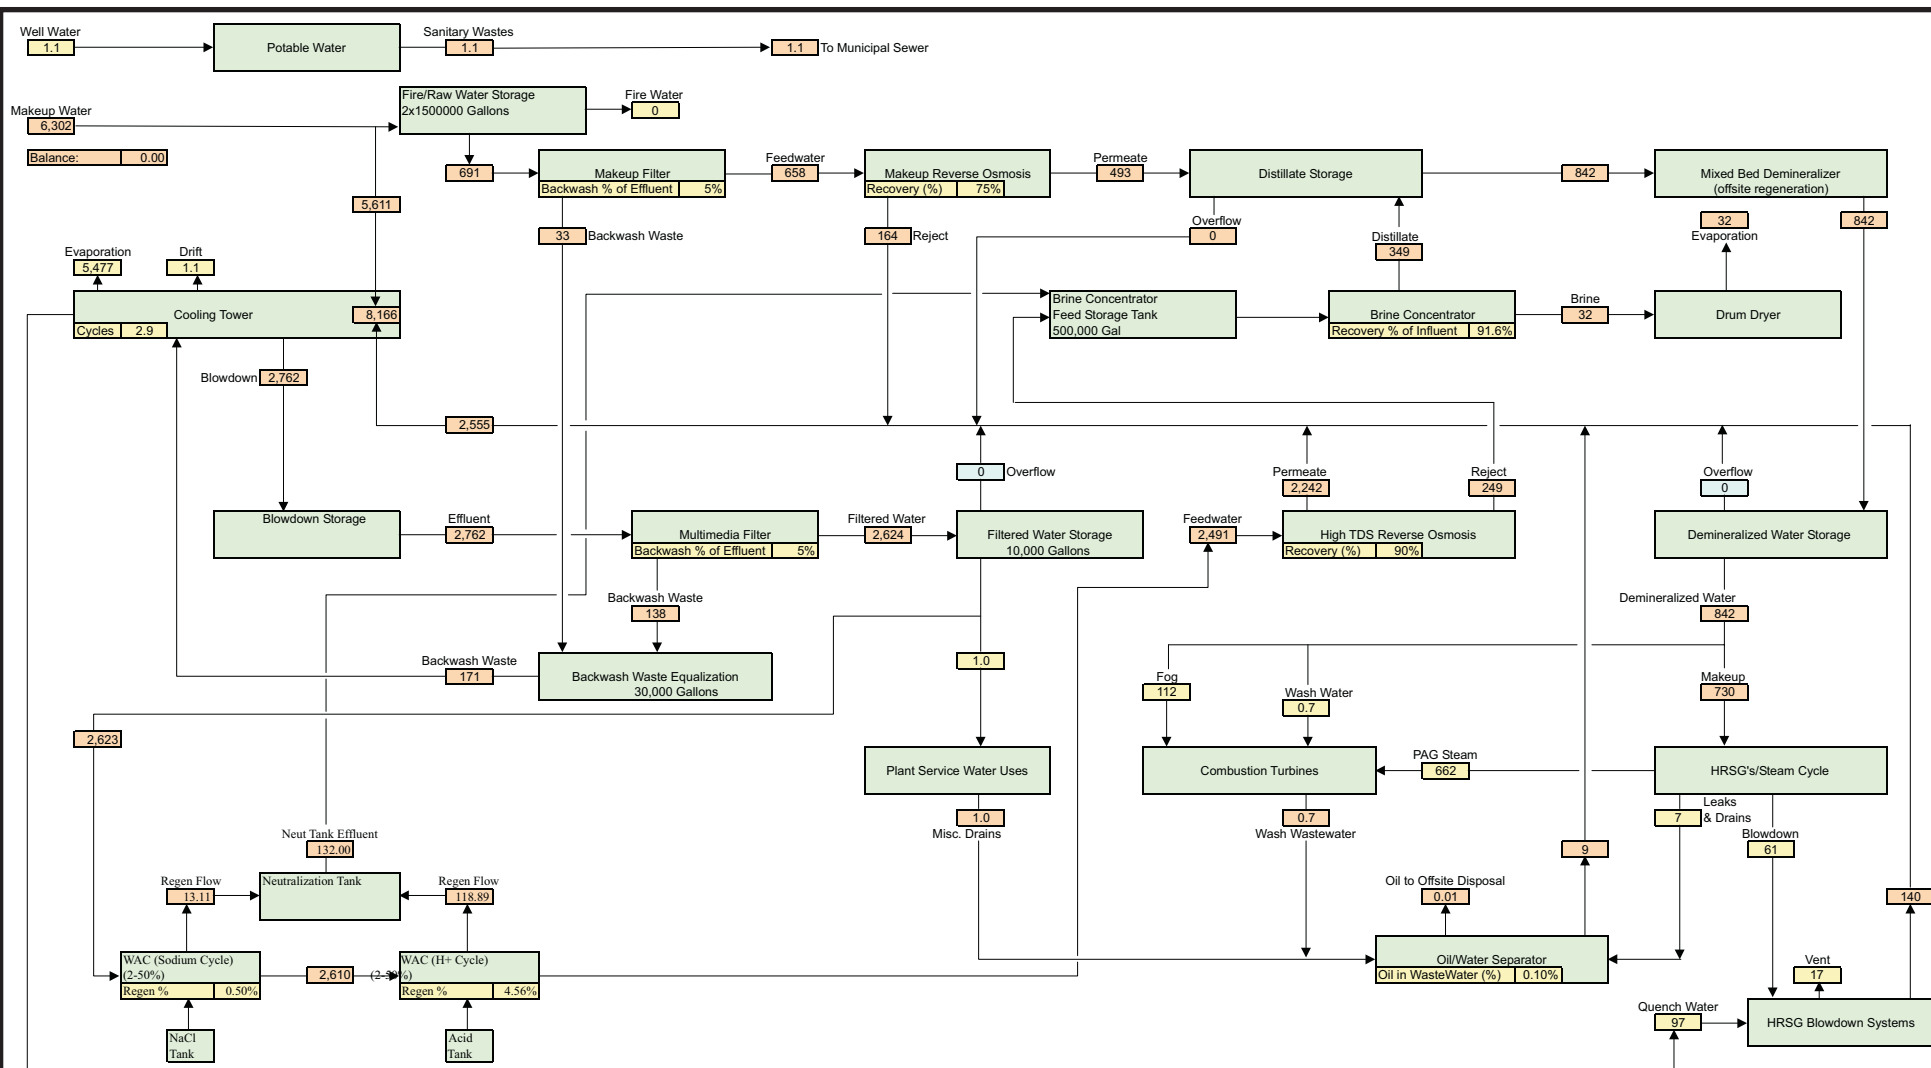 Well Water
1.1
Potable Water
Sanitary Wastes
1.1
1.1
To Municipal Sewer
Makeup Water
6,302
Balance:
0.00
Fire/Raw Water Storage
2x1500000 Gallons
Fire Water
0
5,611
691
Makeup Filter
Backwash % of Effluent
5%
Feedwater
658
Makeup Reverse Osmosis
Recovery (%)
75%
Permeate
493
Distillate Storage
842
Mixed Bed Demineralizer
(offsite regeneration)
33
Backwash Waste
164
Reject
Overflow
0
Distillate
349
32
Evaporation
842
Evaporation
5,477
Drift
1.1
Cooling Tower
8,166
Cycles
2.9
Brine Concentrator
Feed Storage Tank
500,000 Gal
Brine Concentrator
Recovery % of Influent
91.6%
Brine
32
Drum Dryer
Blowdown
2,762
2,555
0
Overflow
Permeate
2,242
Reject
249
Overflow
0
Blowdown Storage
Effluent
2,762
Multimedia Filter
Backwash % of Effluent
5%
Filtered Water
2,624
Filtered Water Storage
10,000 Gallons
Feedwater
2,491
High TDS Reverse Osmosis
Recovery (%)
90%
Demineralized Water Storage
Backwash Waste
138
Demineralized Water
842
Backwash Waste
171
Backwash Waste Equalization
30,000 Gallons
1.0
Fog
112
Wash Water
0.7
Makeup
730
2,623
Plant Service Water Uses
Combustion Turbines
PAG Steam
662
HRSG's/Steam Cycle
1.0
Misc. Drains
0.7
Wash Wastewater
7
Leaks
& Drains
Blowdown
61
Neut Tank Effluent
132.00
9
Regen Flow
13.11
Neutralization Tank
Regen Flow
118.89
Oil to Offsite Disposal
0.01
140
WAC (Sodium Cycle)
(2-50%)
Regen %
0.50%
2,610
WAC (H+ Cycle)
(2-50%)
Regen %
4.56%
Oil/Water Separator
Oil in WasteWater (%)
0.10%
Vent
17
Quench Water
97
HRSG Blowdown Systems
NaCl
Tank
Acid
Tank